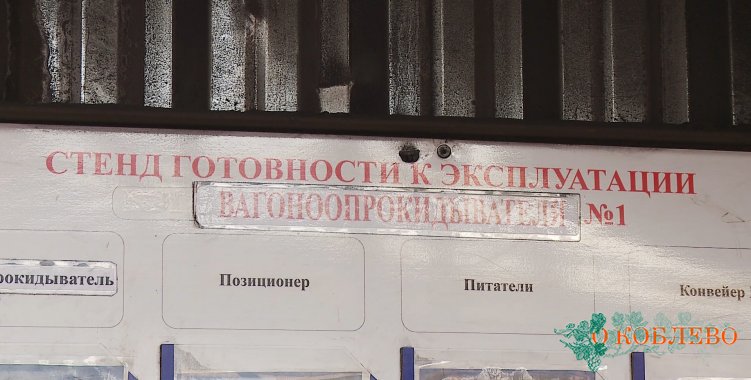 СТЕНД ГОТОВНОСТИ К ЭКСПЛУАТАЦИИ
ВАГОНООПРОКИДЫВАТЕЛЯ №1
рокидыватель
Позиционер
Питатели
Конвейер
О КОБЛЕВО